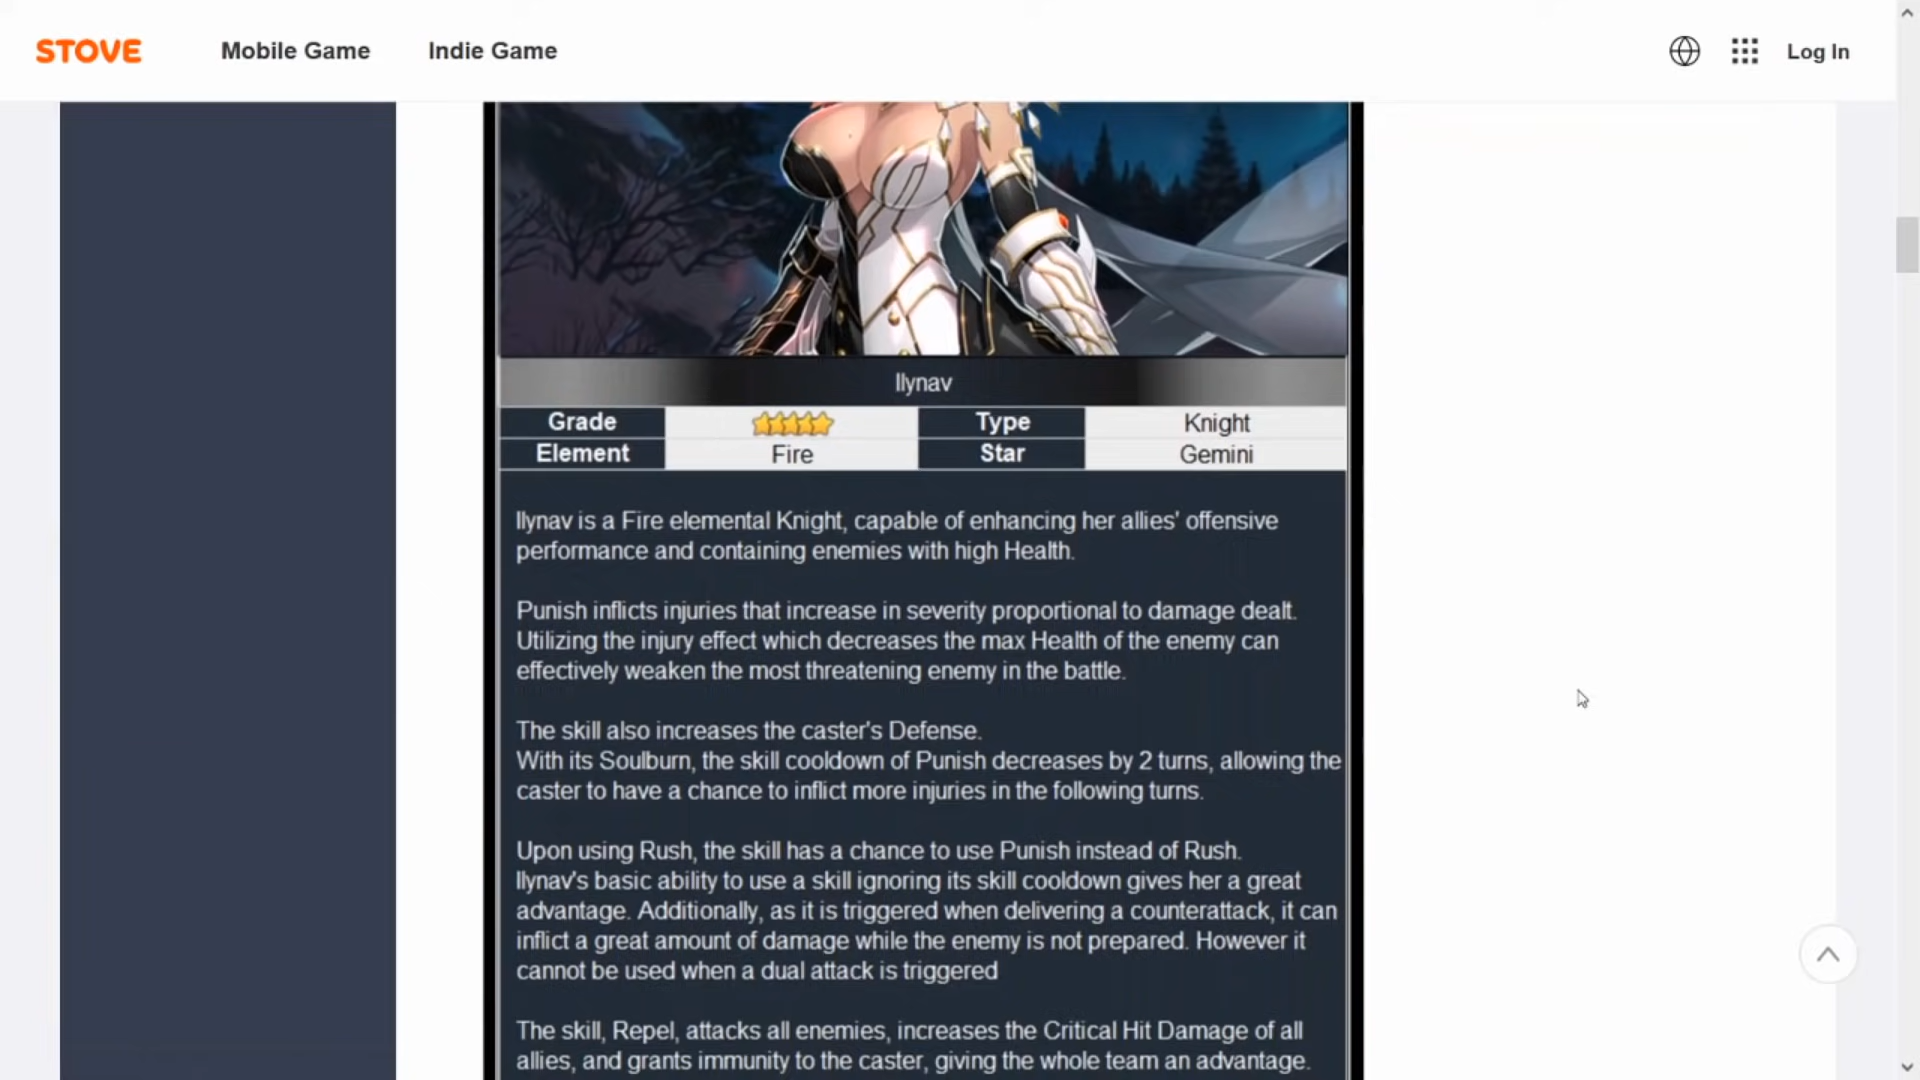 STOVE Mobile Game Indie Game Log In
Ilynav
Grade Type Knight
Element Fire Star Gemini
Ilynav is a Fire elemental Knight, capable of enhancing her allies' offensive
performance and containing enemies with high Health.
Punish inflicts injuries that increase in severity proportional to damage dealt.
Utilizing the injury effect which decreases the max Health of the enemy can
effectively weaken the most threatening enemy in the battle.
The skill also increases the caster's Defense.
With its Soulburn, the skill cooldown of Punish decreases by 2 turns, allowing the
caster to have a chance to inflict more injuries in the following turns.
Upon using Rush, the skill has a chance to use Punish instead of Rush.
Ilynav's basic ability to use a skill ignoring its skill cooldown gives her a great
advantage. Additionally, as it is triggered when delivering a counterattack, it can
inflict a great amount of damage while the enemy is not prepared. However it
cannot be used when a dual attack is triggered
The skill, Repel, attacks all enemies, increases the Critical Hit Damage of all
allies, and grants immunity to the caster, giving the whole team an advantage.